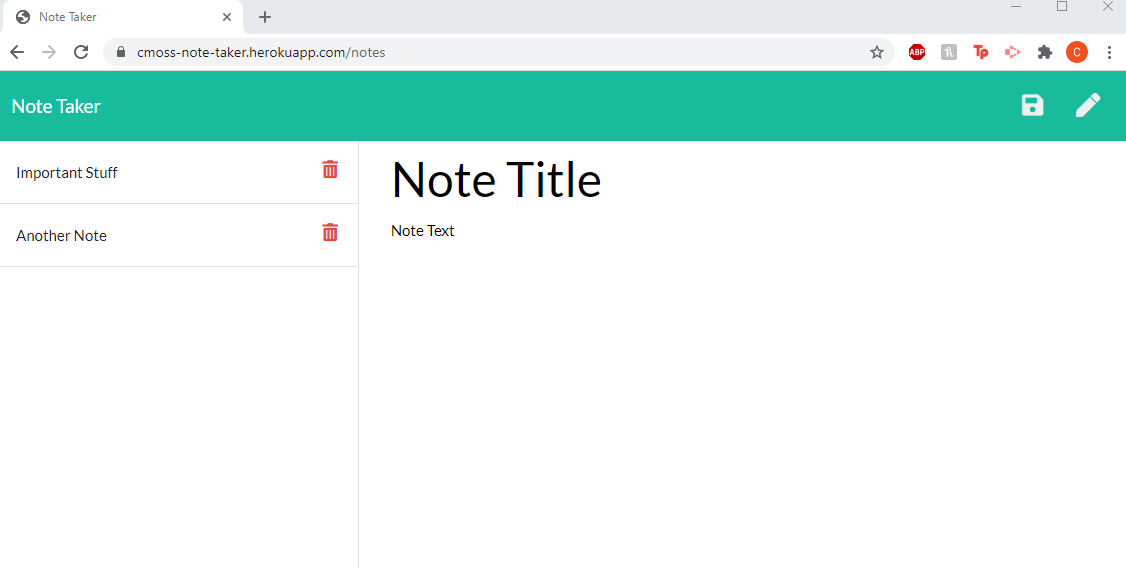 Note Taker
cmoss-note-taker.herokuapp.com/notes
ABP
Tp
C
Note Taker
Important Stuff
Another Note
Note Title
Note Text